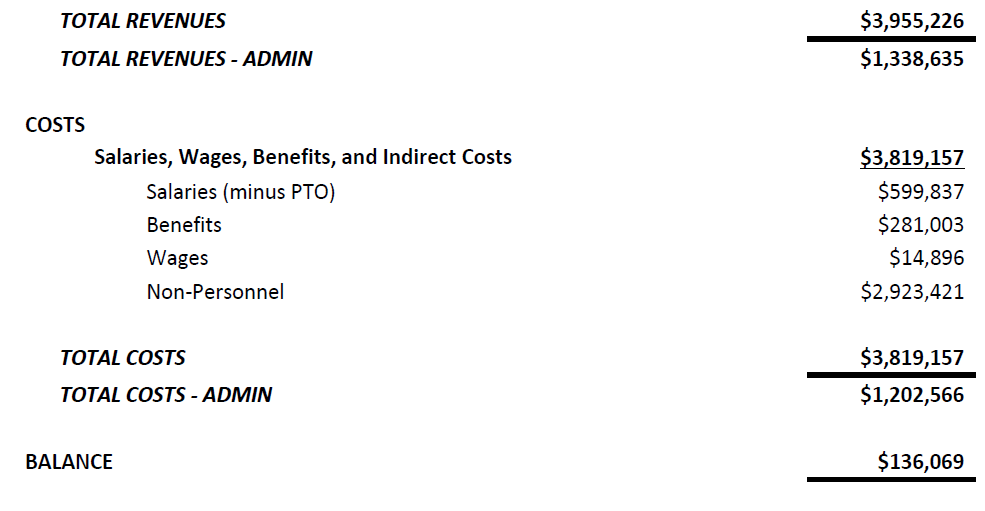 TOTAL REVENUES $3,955,226
TOTAL REVENUES - ADMIN $1,338,635
COSTS
Salaries, Wages, Benefits, and Indirect Costs $3,819,157
Salaries (minus PTO) $599,837
Benefits $281,003
Wages $14,896
Non-Personnel $2,923,421
TOTAL COSTS $3,819,157
TOTAL COSTS - ADMIN $1,202,566
BALANCE $136,069